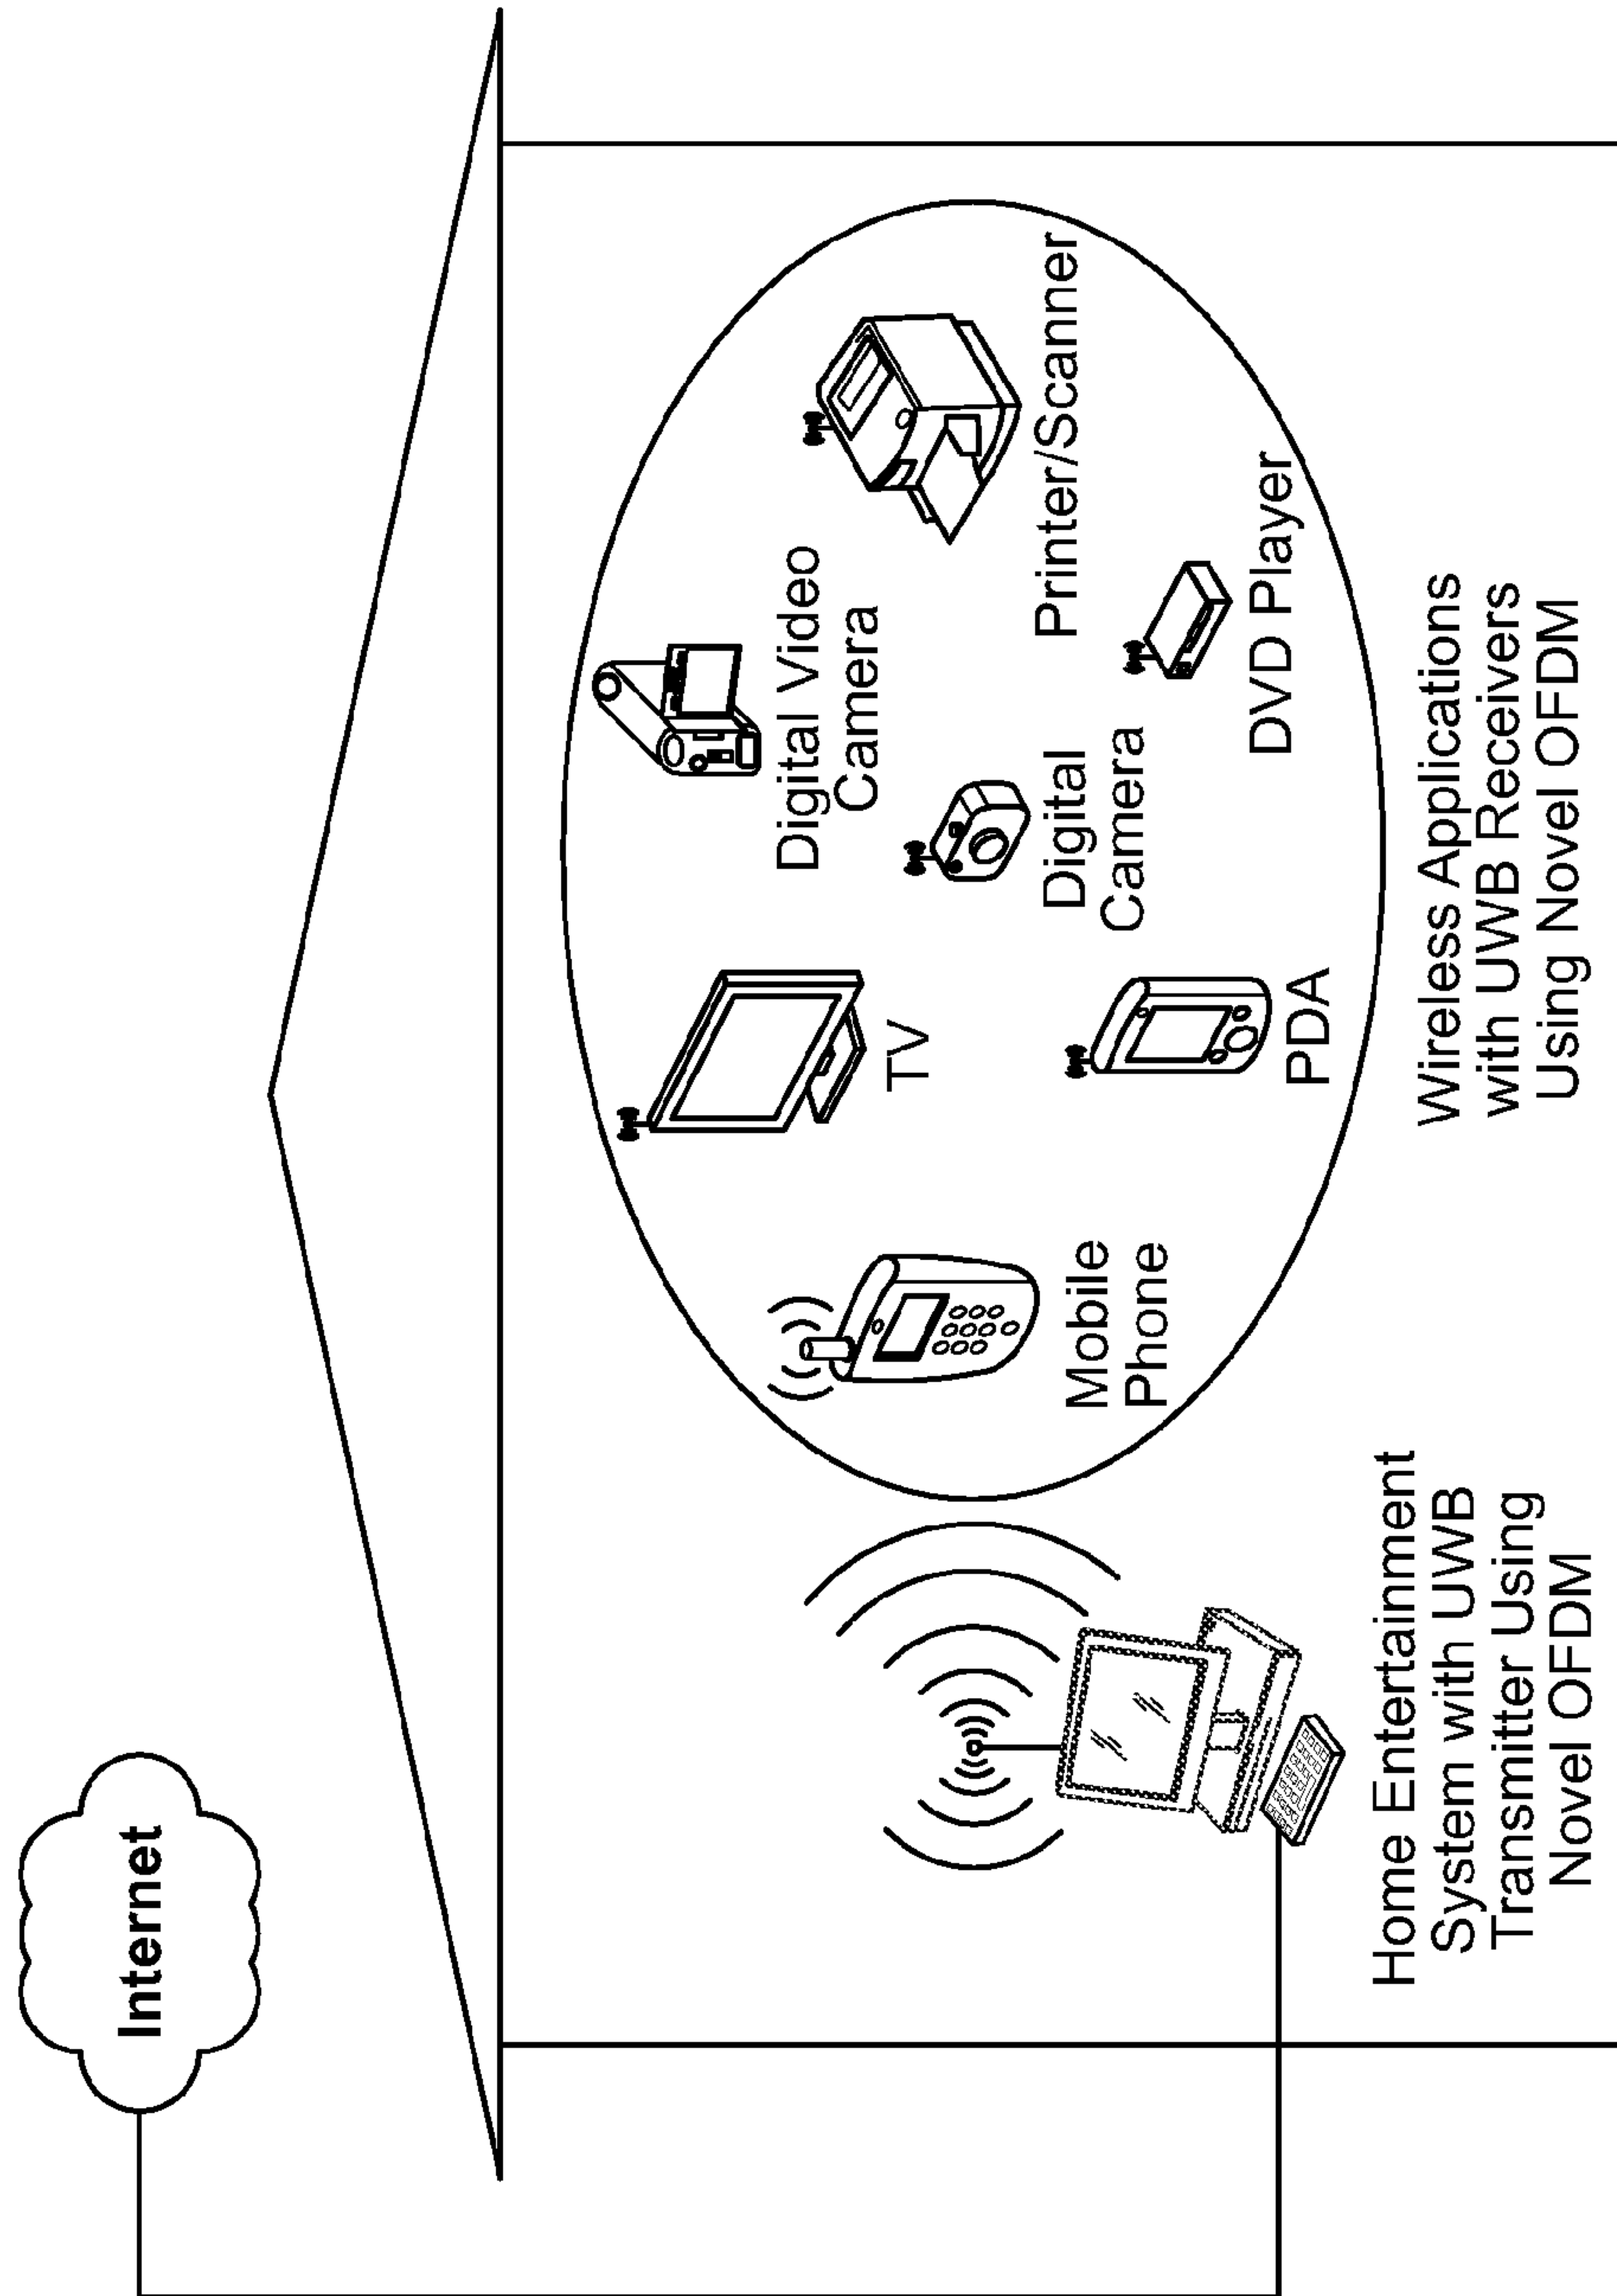 Internet
TV
Digital Video
Camera
Mobile
Phone
Digital
Camera
Printer/Scanner
PDA
DVD Player
Home Entertainment
System with UWB
Transmitter Using
Novel OFDM
Wireless Applications
with UWB Receivers
Using Novel OFDM